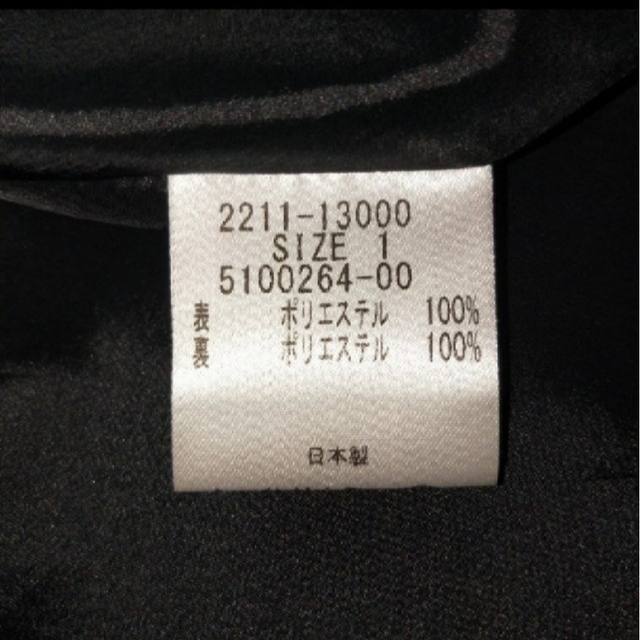 2211-13000
SIZE 1
5100264-00
表 ポリエステル 100%
裏 ポリエステル 100%
日本製